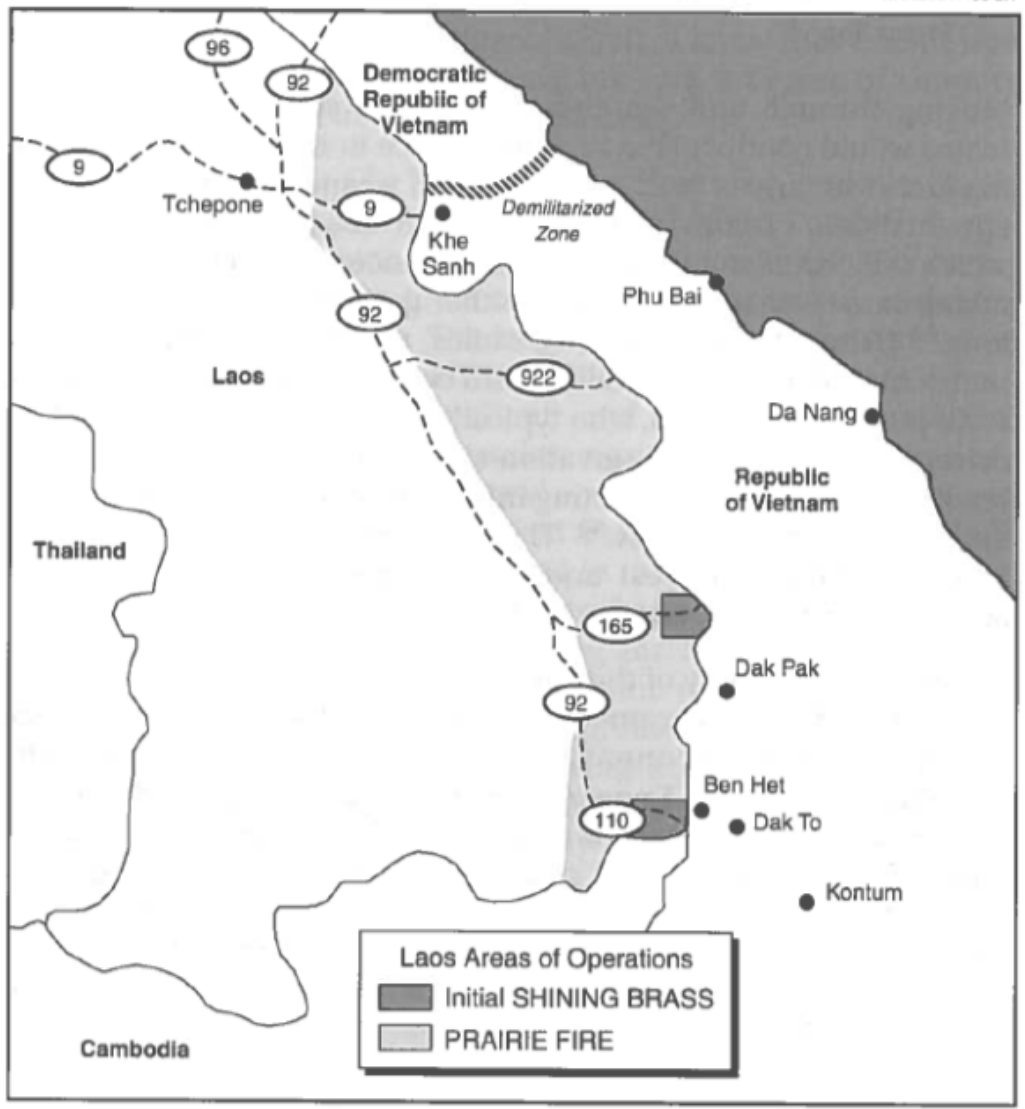 96
92
Democratic
Republic of
Vietnam
9
Tchepone
9
Khe
Sanh
Demilitarized
Zone
Phu Bai
92
Laos
922
Da Nang
Republic
of Vietnam
Thailand
165
Dak Pak
92
Ben Het
110
Dak To
Kontum
Laos Areas of Operations
Initial SHINING BRASS
PRAIRIE FIRE
Cambodia